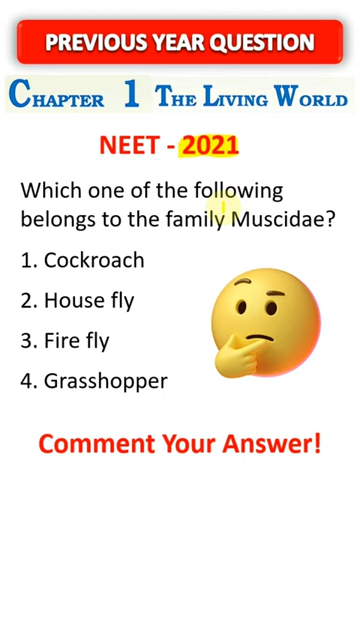 PREVIOUS YEAR QUESTION
CHAPTER 1 THE LIVING WORLD
NEET - 2021
Which one of the following
belongs to the family Muscidae?
1. Cockroach
2. House fly
3. Fire fly
4. Grasshopper
Comment Your Answer!